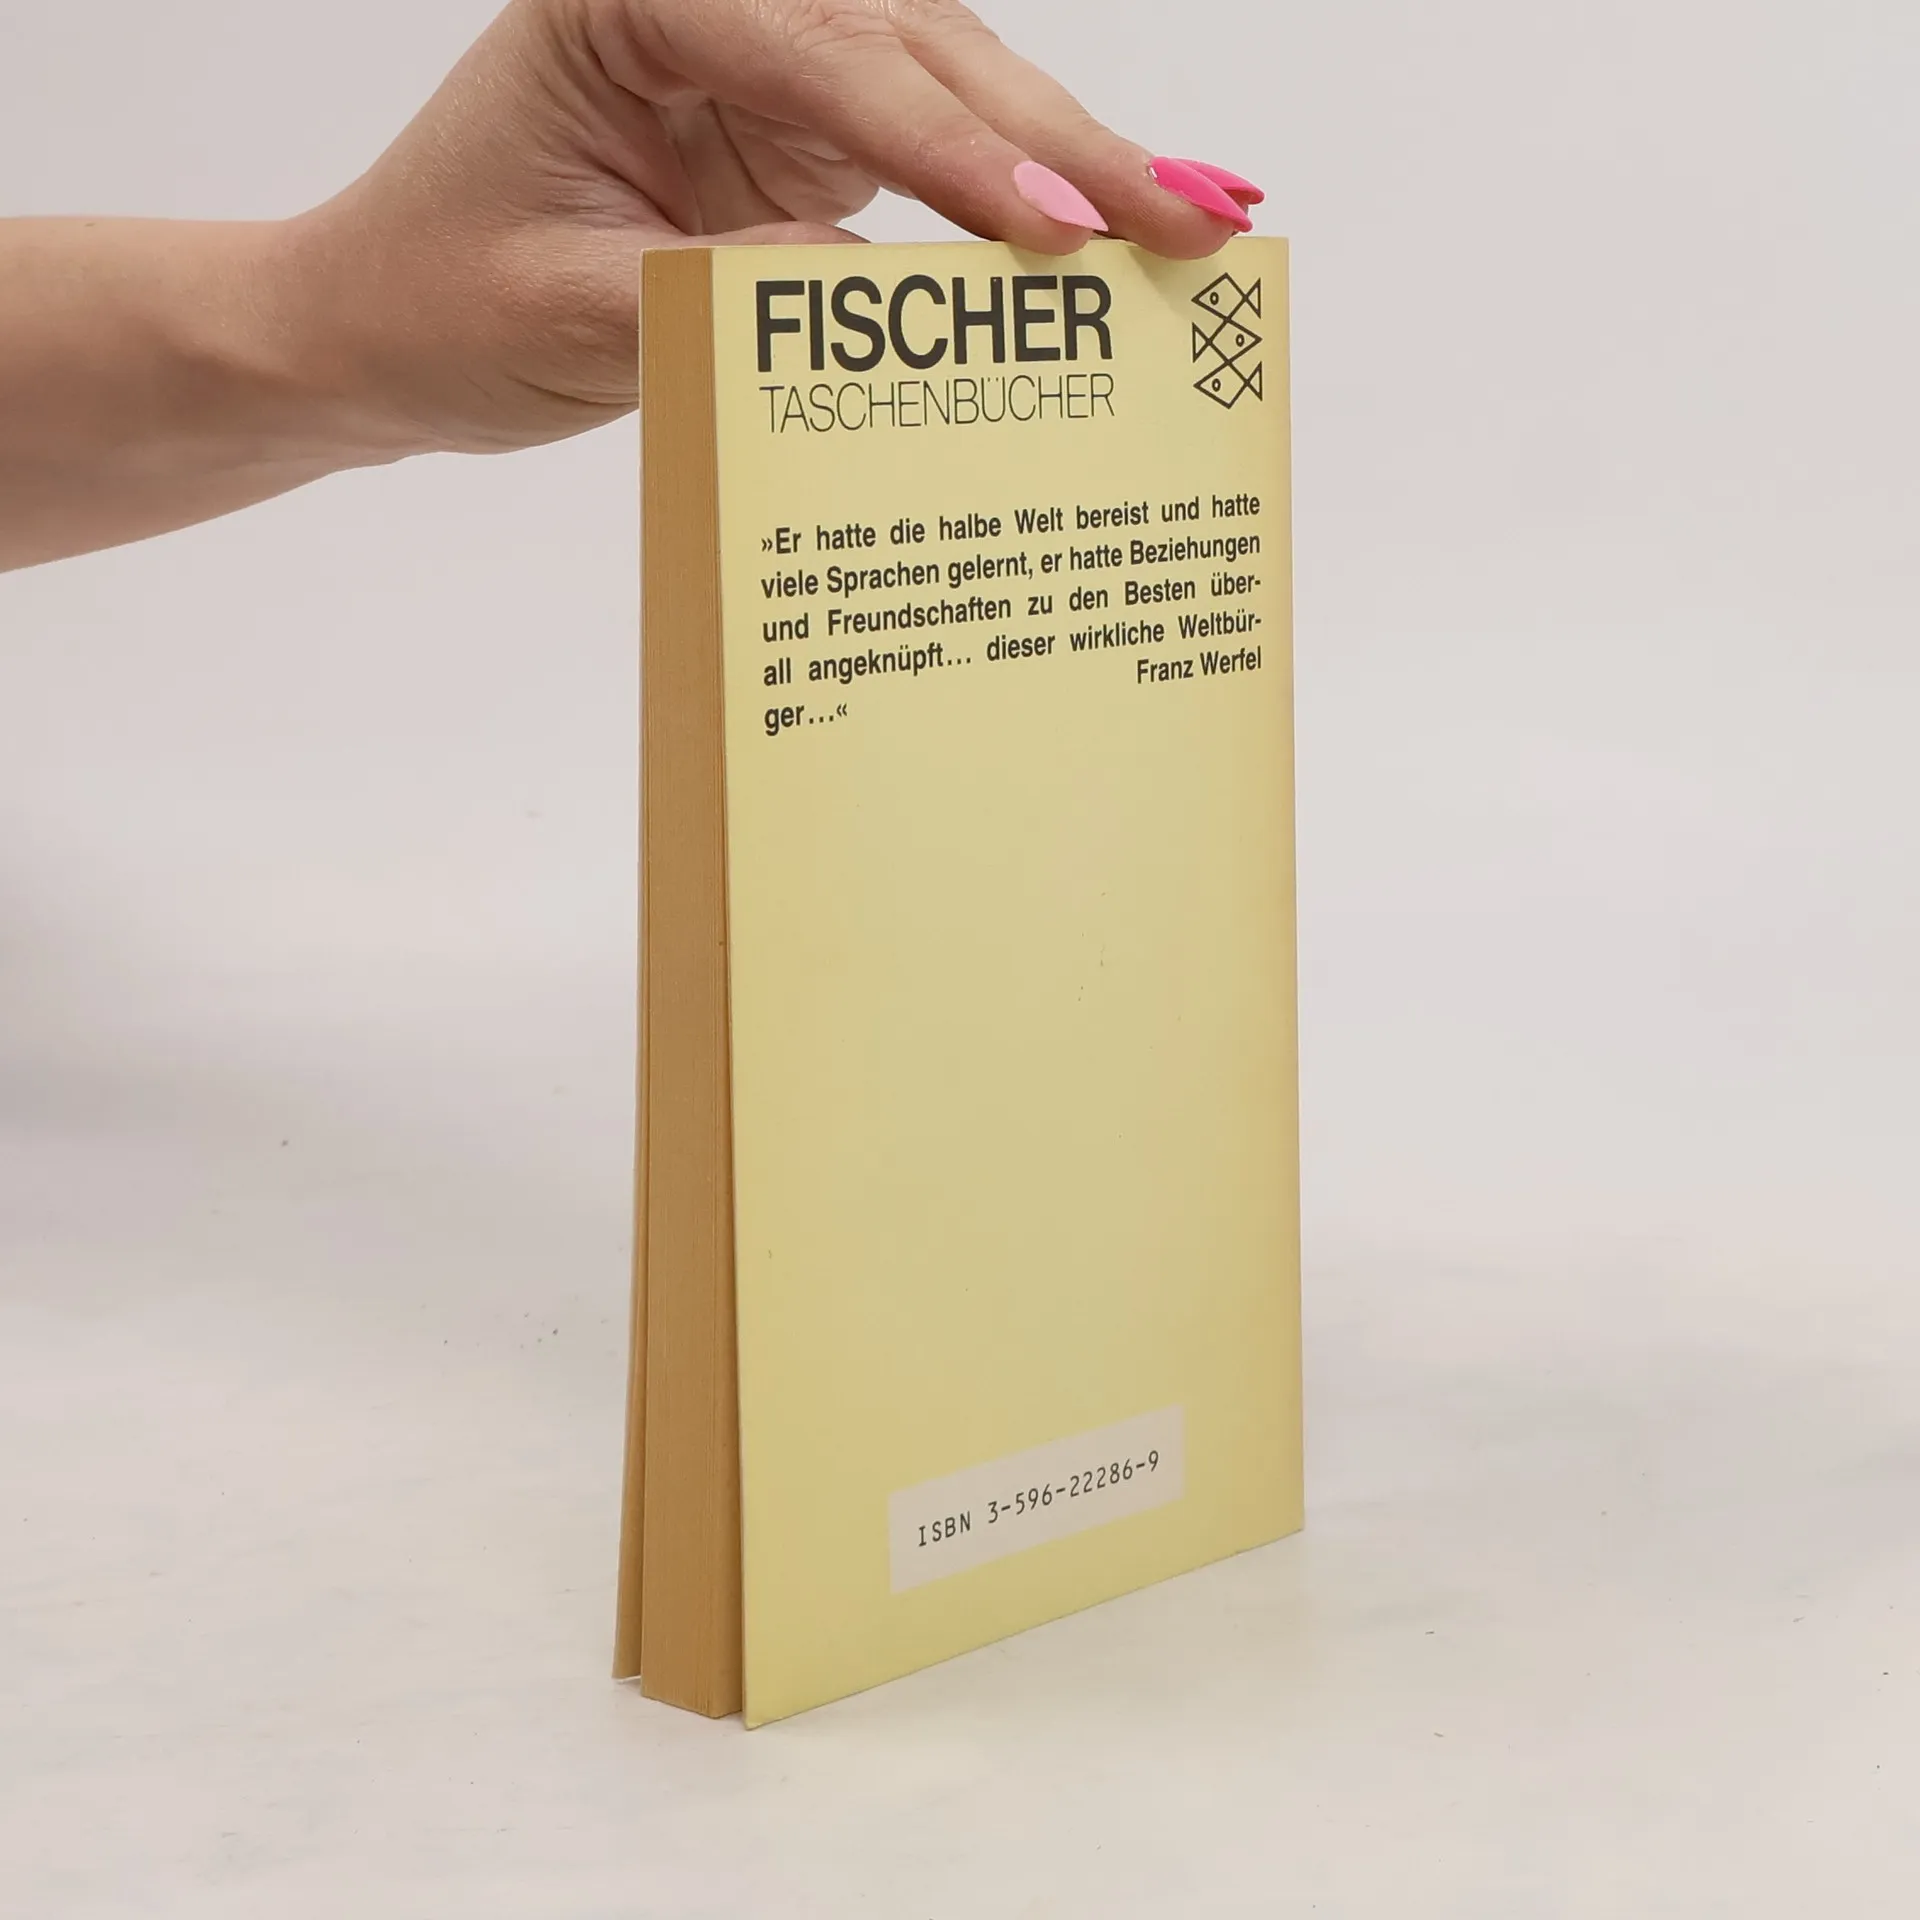 FISCHER
TASCHENBÜCHER
»Er hatte die halbe Welt bereist und hatte
viele Sprachen gelernt, er hatte Beziehungen
und Freundschaften zu den Besten über-
all angeknüpft... dieser wirkliche Weltbür-
ger...«
Franz Werfel
ISBN 3-596-22286-9